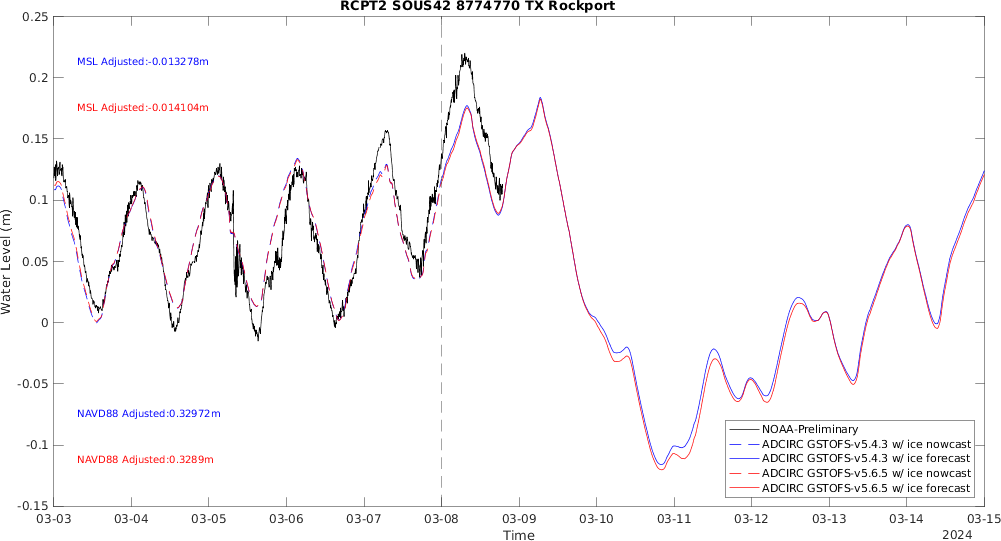 RCPT2 SOUS42 8774770 TX Rockport
0.25
0.2
0.15
0.1
0.05
0
-0.05
-0.1
-0.15
Water Level (m)
MSL Adjusted:-0.013278m
MSL Adjusted:-0.014104m
NAVD88 Adjusted:0.32972m
NAVD88 Adjusted:0.3289m
NOAA-Preliminary
ADCIRC GSTOFS-v5.4.3 w/ ice nowcast
ADCIRC GSTOFS-v5.4.3 w/ ice forecast
ADCIRC GSTOFS-v5.6.5 w/ ice nowcast
ADCIRC GSTOFS-v5.6.5 w/ ice forecast
03-03 03-04 03-05 03-06 03-07 03-08 03-09 03-10 03-11 03-12 03-13 03-14 03-15
Time
2024